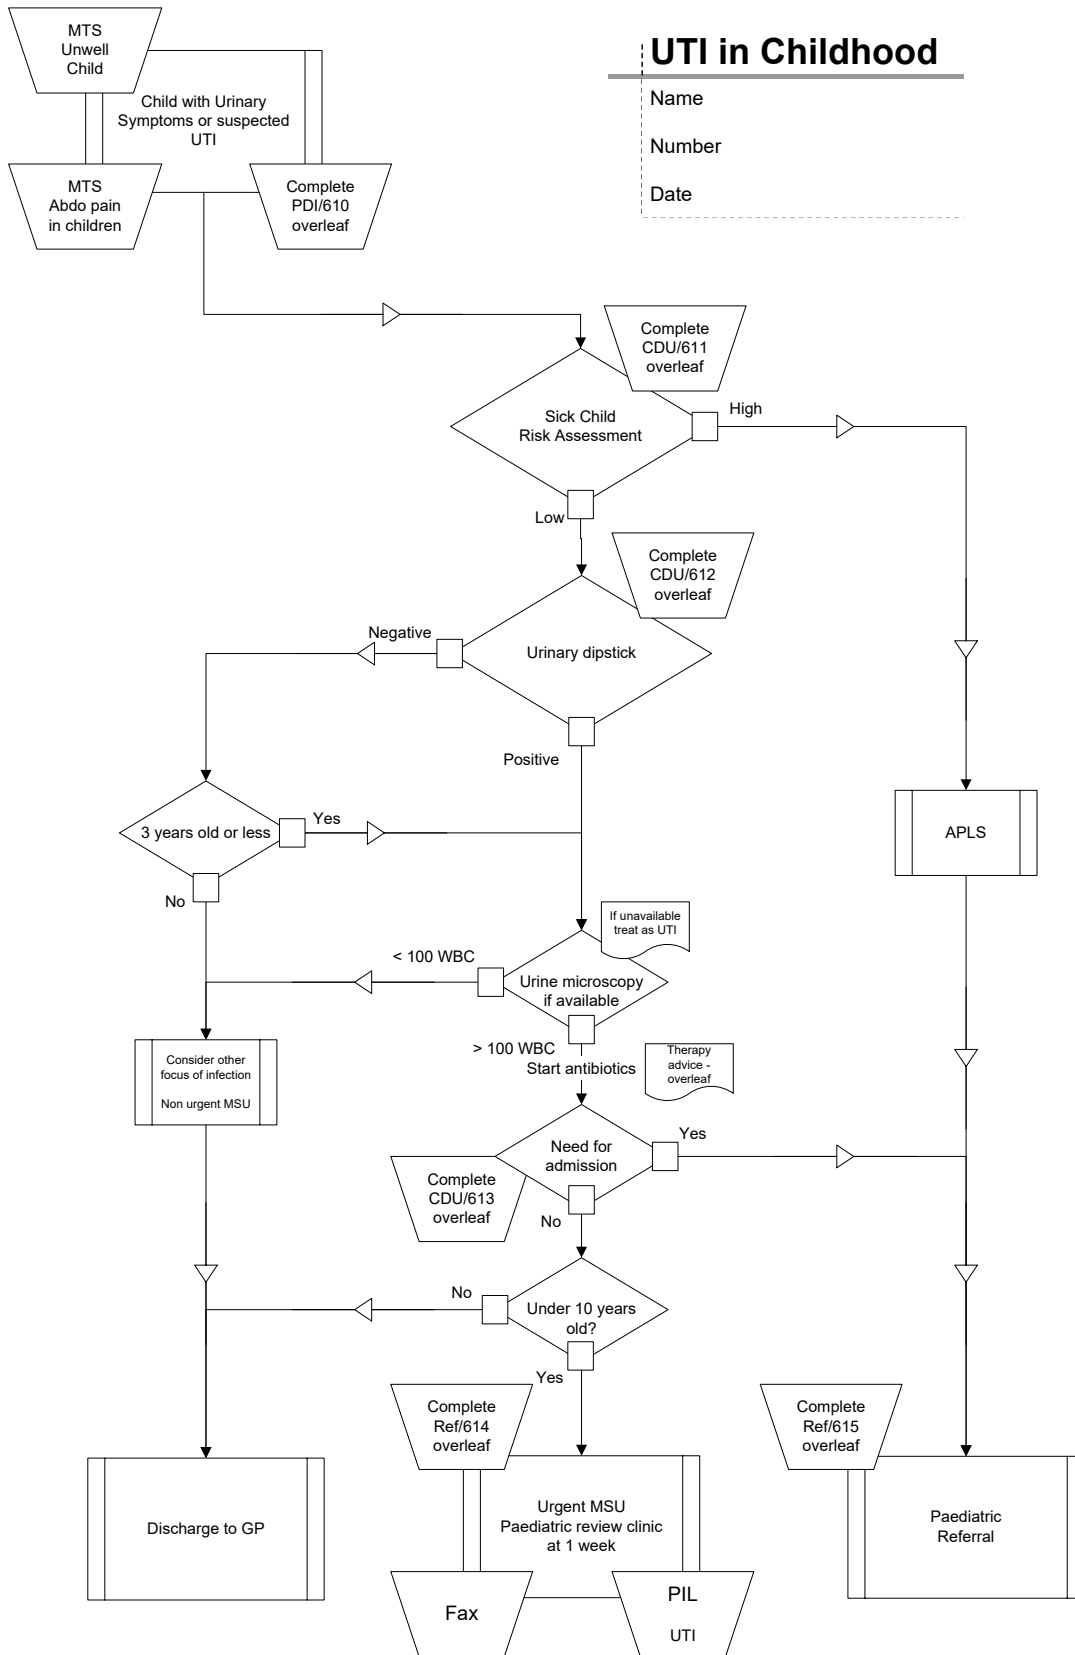 MTS
Unwell
Child
UTI in Childhood
Name
Number
Date
Child with Urinary
Symptoms or suspected
UTI
MTS
Abdo pain
in children
Complete
PDI/610
overleaf
Complete
CDU/611
overleaf
Sick Child
Risk Assessment
High
Low
Complete
CDU/612
overleaf
Negative
Urinary dipstick
Positive
3 years old or less
Yes
No
APLS
If unavailable
treat as UTI
< 100 WBC
Urine microscopy
if available
> 100 WBC
Start antibiotics
Therapy
advice -
overleaf
Consider other
focus of infection
Non urgent MSU
Need for
admission
Yes
Complete
CDU/613
overleaf
No
No
Under 10 years
old?
Yes
Complete
Ref/614
overleaf
Complete
Ref/615
overleaf
Discharge to GP
Urgent MSU
Paediatric review clinic
at 1 week
Paediatric
Referral
Fax
PIL
UTI